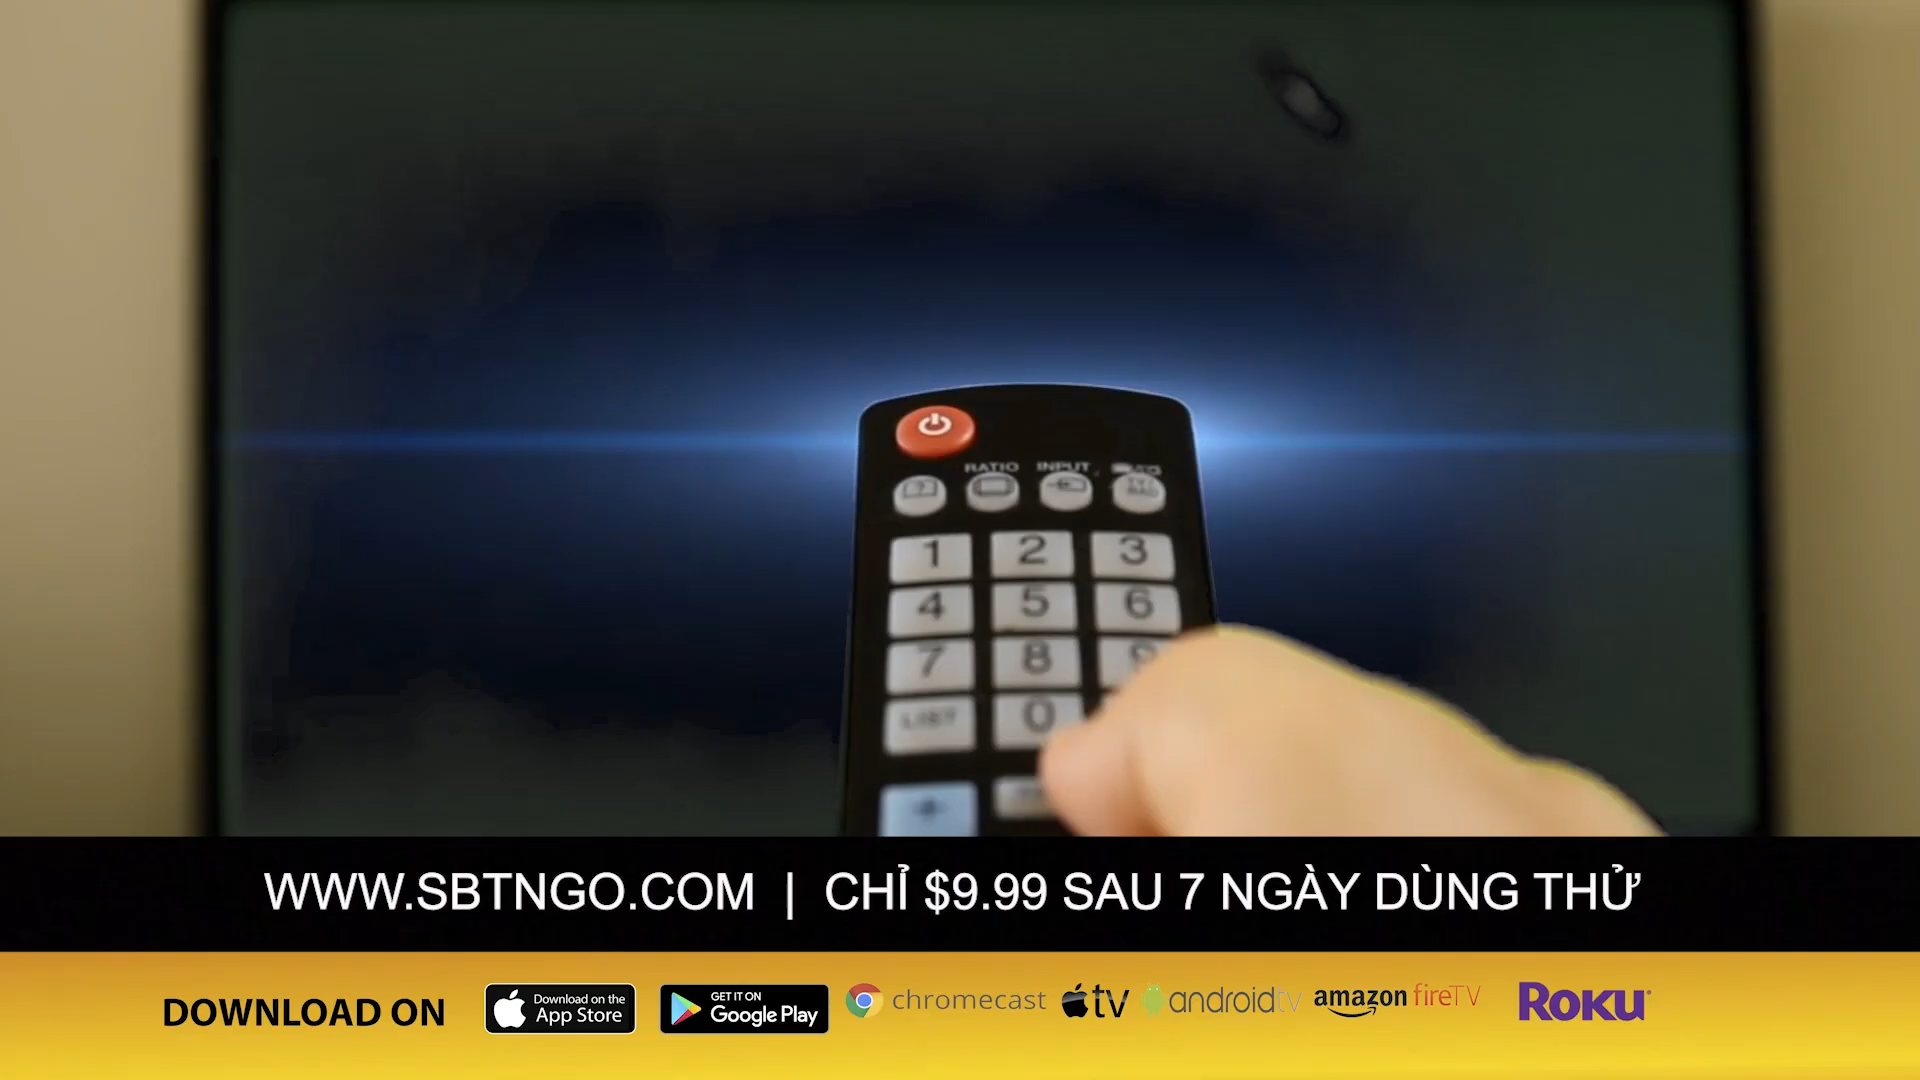 RATIO INPUT
1 2 3
4 5 6
7 8 9
LIST 0
WWW.SBTNGO.COM | CHỈ $9.99 SAU 7 NGÀY DÙNG THỬ
DOWNLOAD ON
Download on the
App Store
GET IT ON
Google Play
chromecast
tv
androidtv
amazon fireTV
ROKU